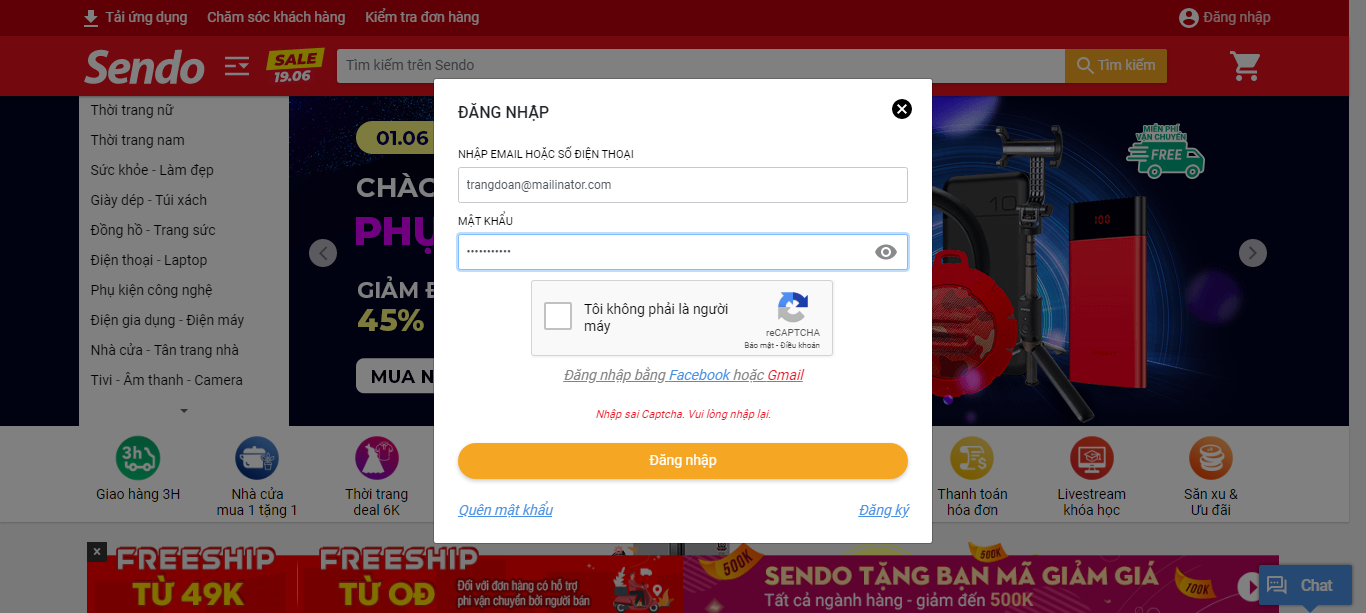 Tải ứng dụng Chăm sóc khách hàng Kiểm tra đơn hàng Đăng nhập
Sendo SALE 19.06 Tìm kiếm trên Sendo Tìm kiếm
ĐĂNG NHẬP
NHẬP EMAIL HOẶC SỐ ĐIỆN THOẠI
trangdoan@mailinator.com
MẬT KHẨU
•••••••••••
Tôi không phải là người
máy
reCAPTCHA
Bảo mật - Điều khoản
Đăng nhập bằng Facebook hoặc Gmail
Nhập sai Captcha. Vui lòng nhập lại.
Đăng nhập
Quên mật khẩu Đăng ký
Thời trang nữ
Thời trang nam
Sức khỏe - Làm đẹp
Giày dép - Túi xách
Đồng hồ - Trang sức
Điện thoại - Laptop
Phụ kiện công nghệ
Điện gia dụng - Điện máy
Nhà cửa - Tân trang nhà
Tivi - Âm thanh - Camera
01.06
CHÀO
PHỤ
GIẢM
45%
MUA N
MIỄN PHÍ
VẬN CHUYỂN
FREE
10
100
3h
Giao hàng 3H
Nhà cửa
mua 1 tặng 1
Thời trang
deal 6K
Thanh toán
hóa đơn
Livestream
khóa học
Săn xu &
Ưu đãi
FREESHIP
TỪ 49K
FREESHIP
TỪ 0Đ
Đối với đơn hàng có hỗ trợ
phí vận chuyển bởi người bán
500K
SENDO TẶNG BẠN MÃ GIẢM GIÁ
Tất cả ngành hàng - giảm đến 500K
500K
100K
Chat